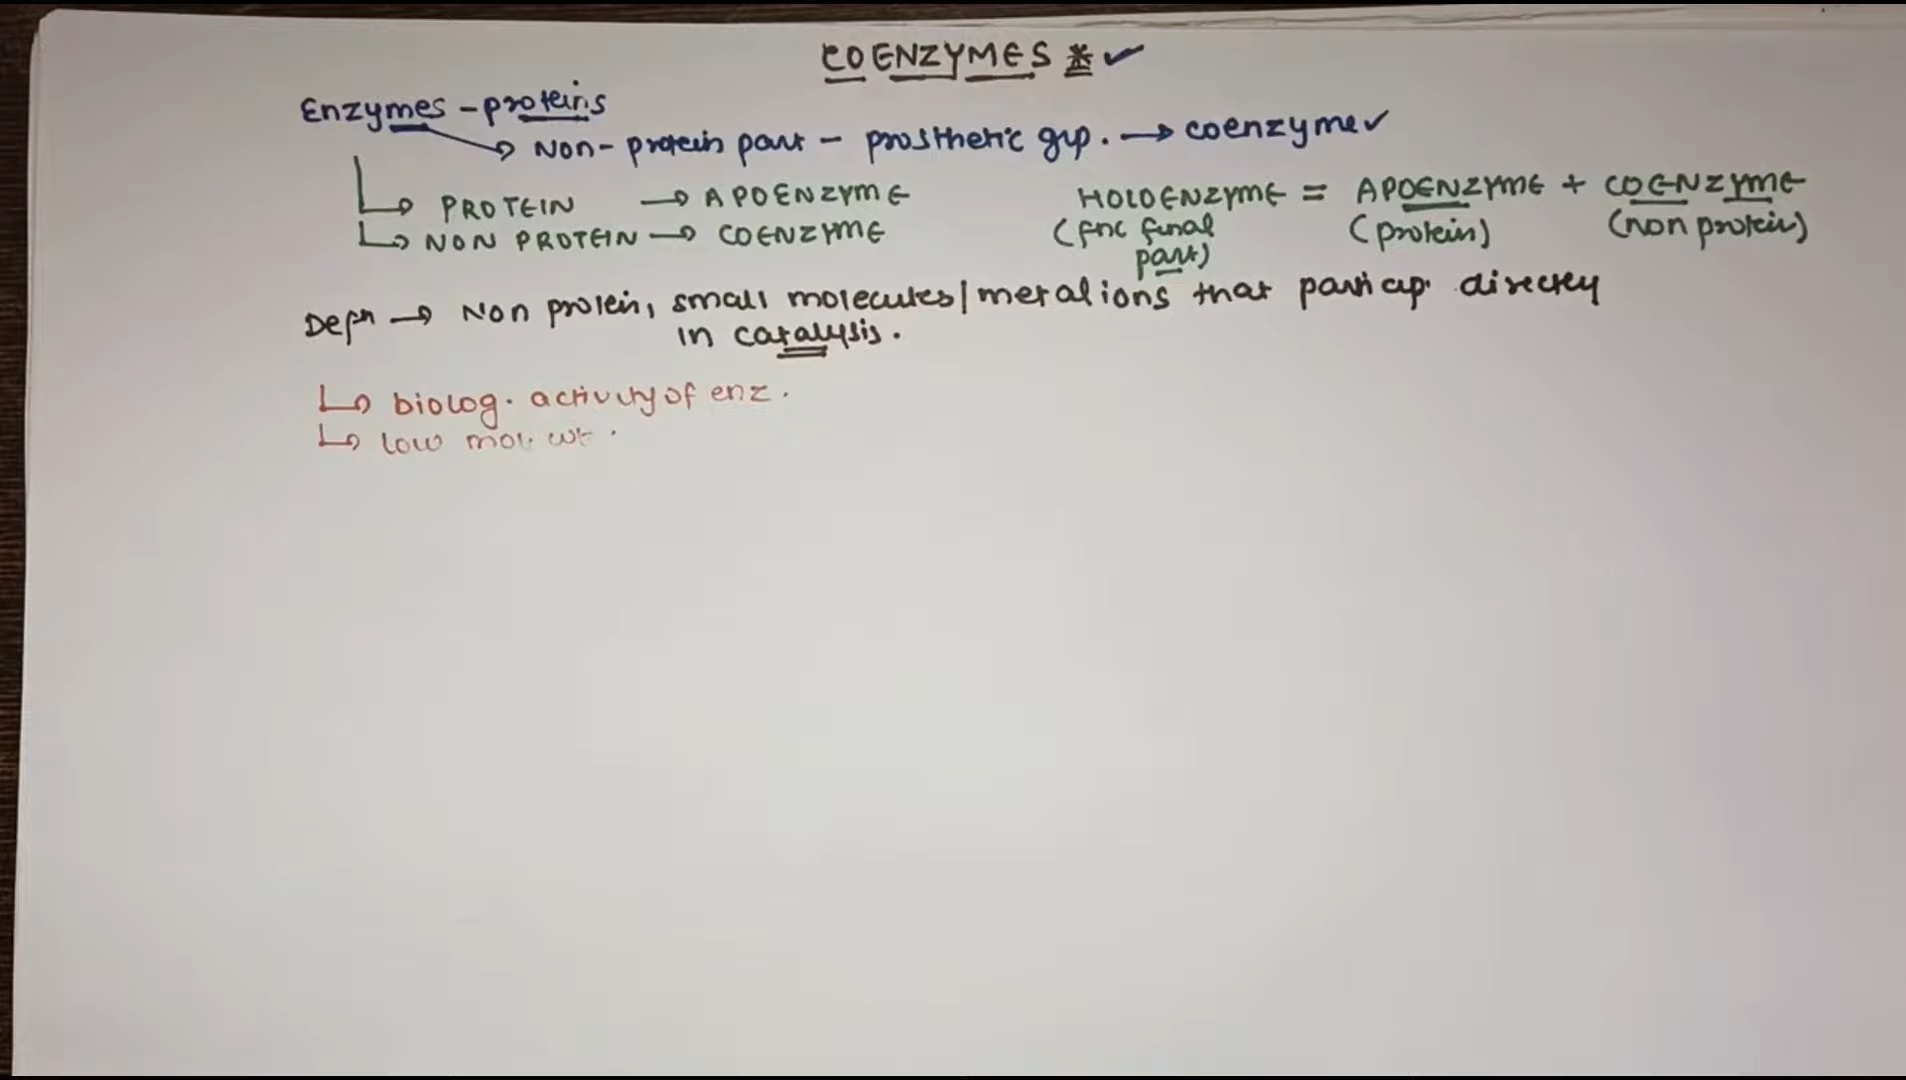 COENZYMES * ✓
Enzymes - proteins
→ Non-protein part - prosthetic grp. → coenzyme ✓
↳ PROTEIN → APOENZYME
↳ NON PROTEIN → COENZYME
HOLOENZYME = APOENZYME + COENZYME
(fnc final part) (protein) (non protein)
Defn → Non protein, small molecules/metal ions that particip. directly
in catalysis.
↳ biolog. activity of enz.
↳ low mol. wt.